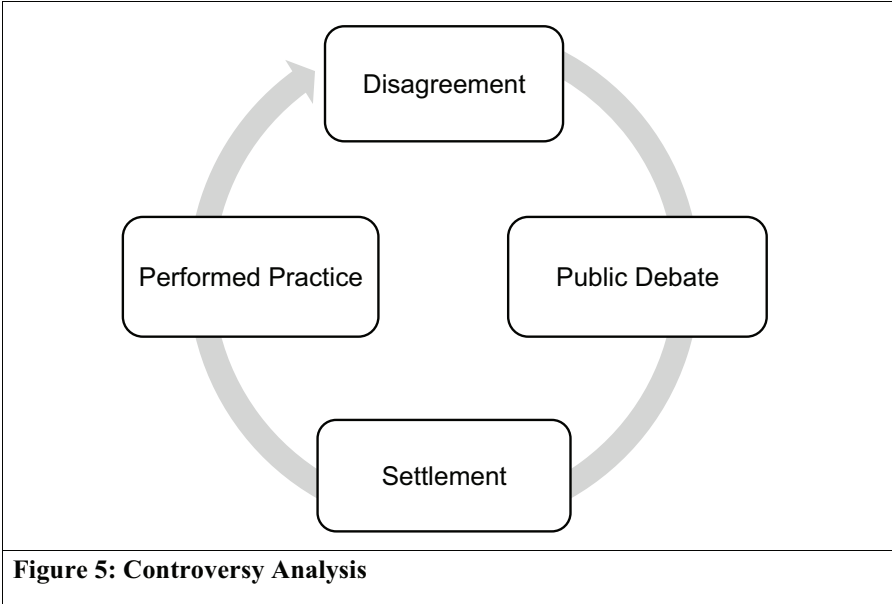 Disagreement
Performed Practice
Public Debate
Settlement
Figure 5: Controversy Analysis